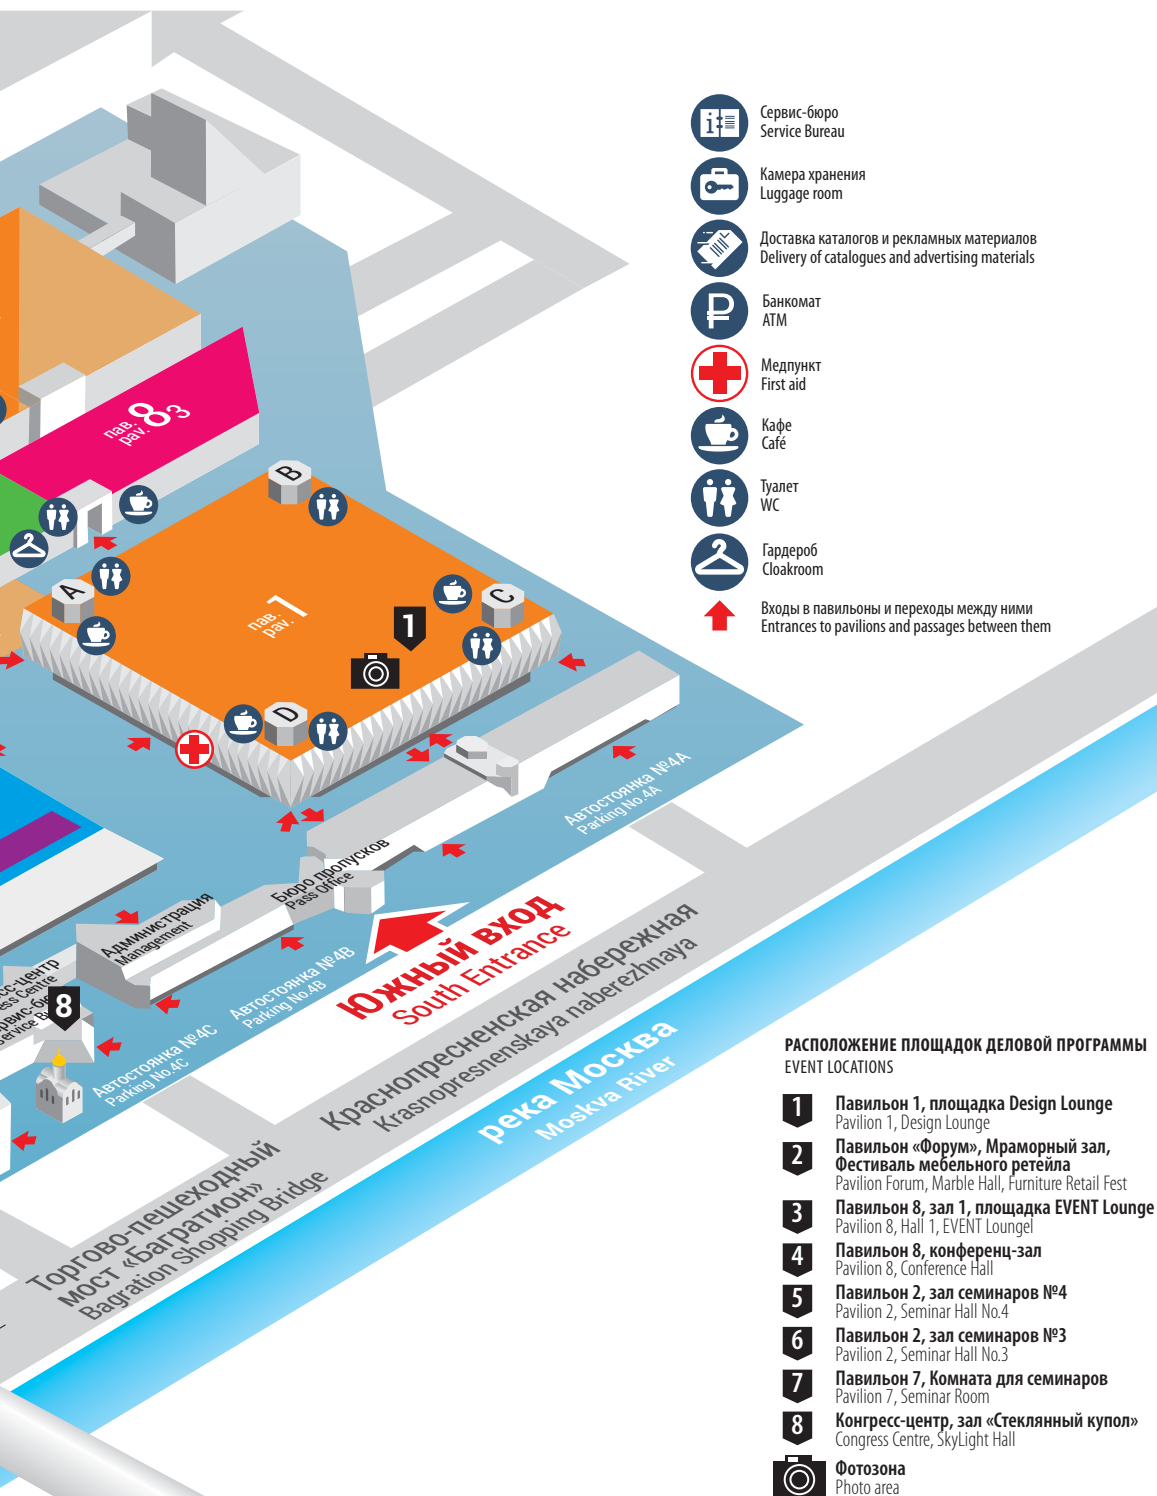 Сервис-бюро
Service Bureau
Камера хранения
Luggage room
Доставка каталогов и рекламных материалов
Delivery of catalogues and advertising materials
Банкомат
ATM
Медпункт
First aid
Кафе
Café
Туалет
WC
Гардероб
Cloakroom
Входы в павильоны и переходы между ними
Entrances to pavilions and passages between them
пав.
pav. 8 3
B
A
C
D
пав.
pav. 1
1
Автостоянка №4A
Parking No.4A
Бюро пропусков
Pass Office
Администрация
Management
Centre
8
Автостоянка №4B
Parking No.4B
Автостоянка №4C
Parking No.4C
Южный вход
South Entrance
Краснопресненская набережная
Krasnopresnenskaya naberezhnaya
река Москва
Moskva River
Торгово-пешеходный
мост «Багратион»
Bagration Shopping Bridge
РАСПОЛОЖЕНИЕ ПЛОЩАДОК ДЕЛОВОЙ ПРОГРАММЫ
EVENT LOCATIONS
1 Павильон 1, площадка Design Lounge
Pavilion 1, Design Lounge
2 Павильон «Форум», Мраморный зал,
Фестиваль мебельного ретейла
Pavilion Forum, Marble Hall, Furniture Retail Fest
3 Павильон 8, зал 1, площадка EVENT Lounge
Pavilion 8, Hall 1, EVENT Loungel
4 Павильон 8, конференц-зал
Pavilion 8, Conference Hall
5 Павильон 2, зал семинаров №4
Pavilion 2, Seminar Hall No.4
6 Павильон 2, зал семинаров №3
Pavilion 2, Seminar Hall No.3
7 Павильон 7, Комната для семинаров
Pavilion 7, Seminar Room
8 Конгресс-центр, зал «Стеклянный купол»
Congress Centre, SkyLight Hall
Фотозона
Photo area